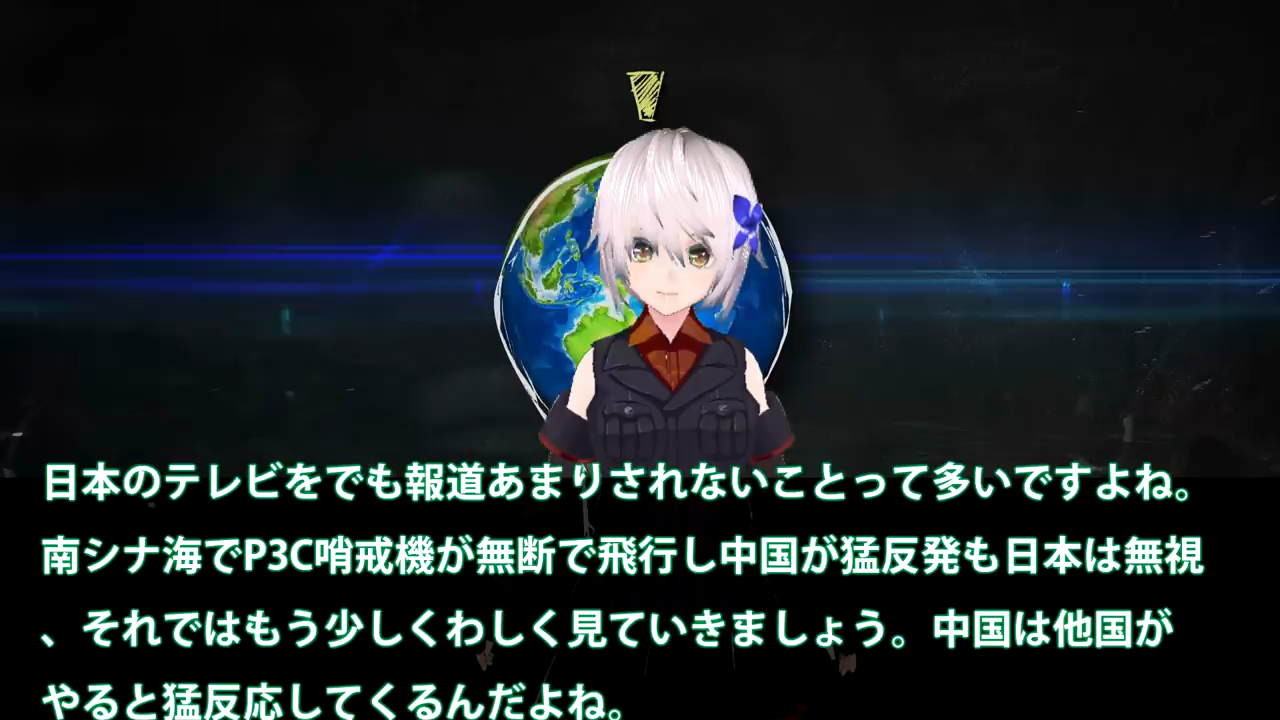 日本のテレビをでも報道あまりされないことって多いですよね。
南シナ海でP3C哨戒機が無断で飛行し中国が猛反発も日本は無視
、それではもう少しくわしく見ていきましょう。中国は他国が
やると猛反応してくるんだよね。